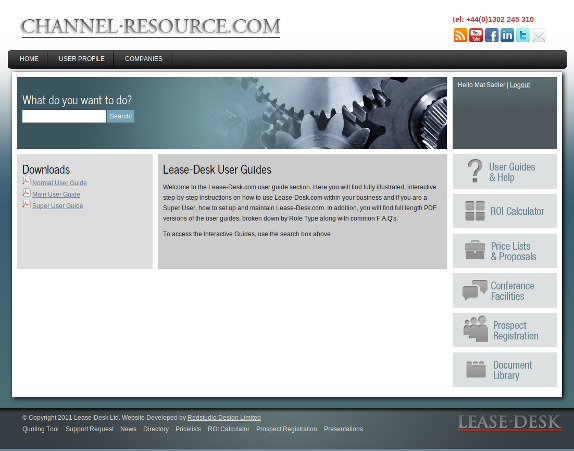 CHANNEL-RESOURCE.COM
tel: +44(0)1302 245 310
HOME USER PROFILE COMPANIES
What do you want to do?
Search
Hello Mat Sadler | Logout
Downloads
Normal User Guide
Main User Guide
Super User Guide
Lease-Desk User Guides
Welcome to the Lease-Desk.com user guide section. Here you will find fully illustrated, interactive
step-by-step instructions on how to use Lease-Desk.com within your business and if you are a
Super User, how to set up and maintain Lease-Desk.com. In addition, you will find full length PDF
versions of the user guides, broken down by Role Type along with common F.A.Q's.
To access the Interactive Guides, use the search box above
User Guides
& Help
ROI Calculator
Price Lists
& Proposals
Conference
Facilities
Prospect
Registration
Document
Library
© Copyright 2011 Lease-Desk Ltd. Website Developed by Redstudio Design Limited
Quoting Tool Support Request News Directory Pricelists ROI Calculator Prospect Registration Presentations
LEASE-DESK